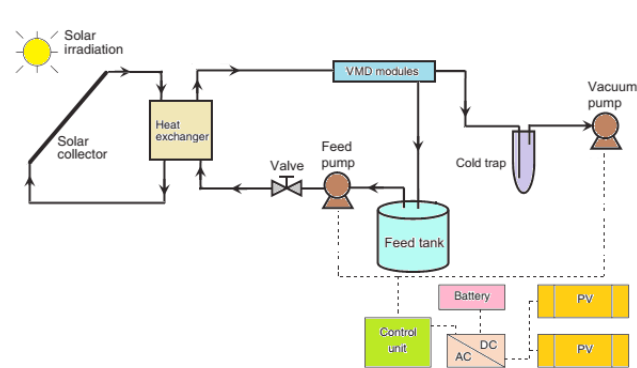 Solar
irradiation
VMD modules
Vacuum
pump
Heat
exchanger
Solar
collector
Feed
pump
Valve
Cold trap
Feed tank
Battery
PV
Control
unit
DC
AC
PV